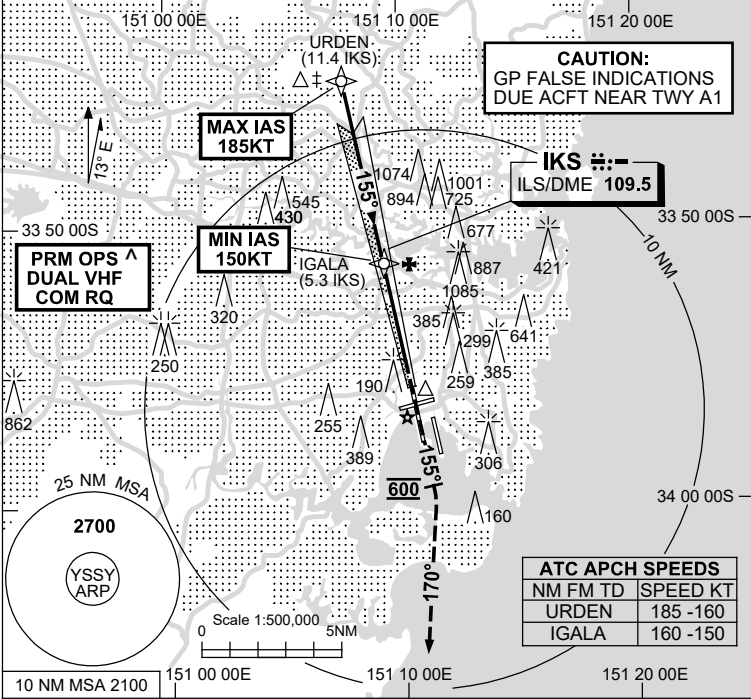 151 00 00E
151 10 00E
151 20 00E
URDEN
(11.4 IKS)
CAUTION:
GP FALSE INDICATIONS
DUE ACFT NEAR TWY A1
MAX IAS
185KT
13° E
IKS
ILS/DME 109.5
155°
1074
894
1001
725
545
430
677
33 50 00S
33 50 00S
MIN IAS
150KT
IGALA
(5.3 IKS)
PRM OPS ^
DUAL VHF
COM RQ
887
421
10 NM
1085
320
385
641
299
250
385
259
190
862
255
389
306
155°
600
160
34 00 00S
25 NM MSA
2700
YSSY
ARP
170°
ATC APCH SPEEDS
NM FM TD SPEED KT
URDEN 185 -160
IGALA 160 -150
Scale 1:500,000
0 5NM
10 NM MSA 2100
151 00 00E
151 10 00E
151 20 00E